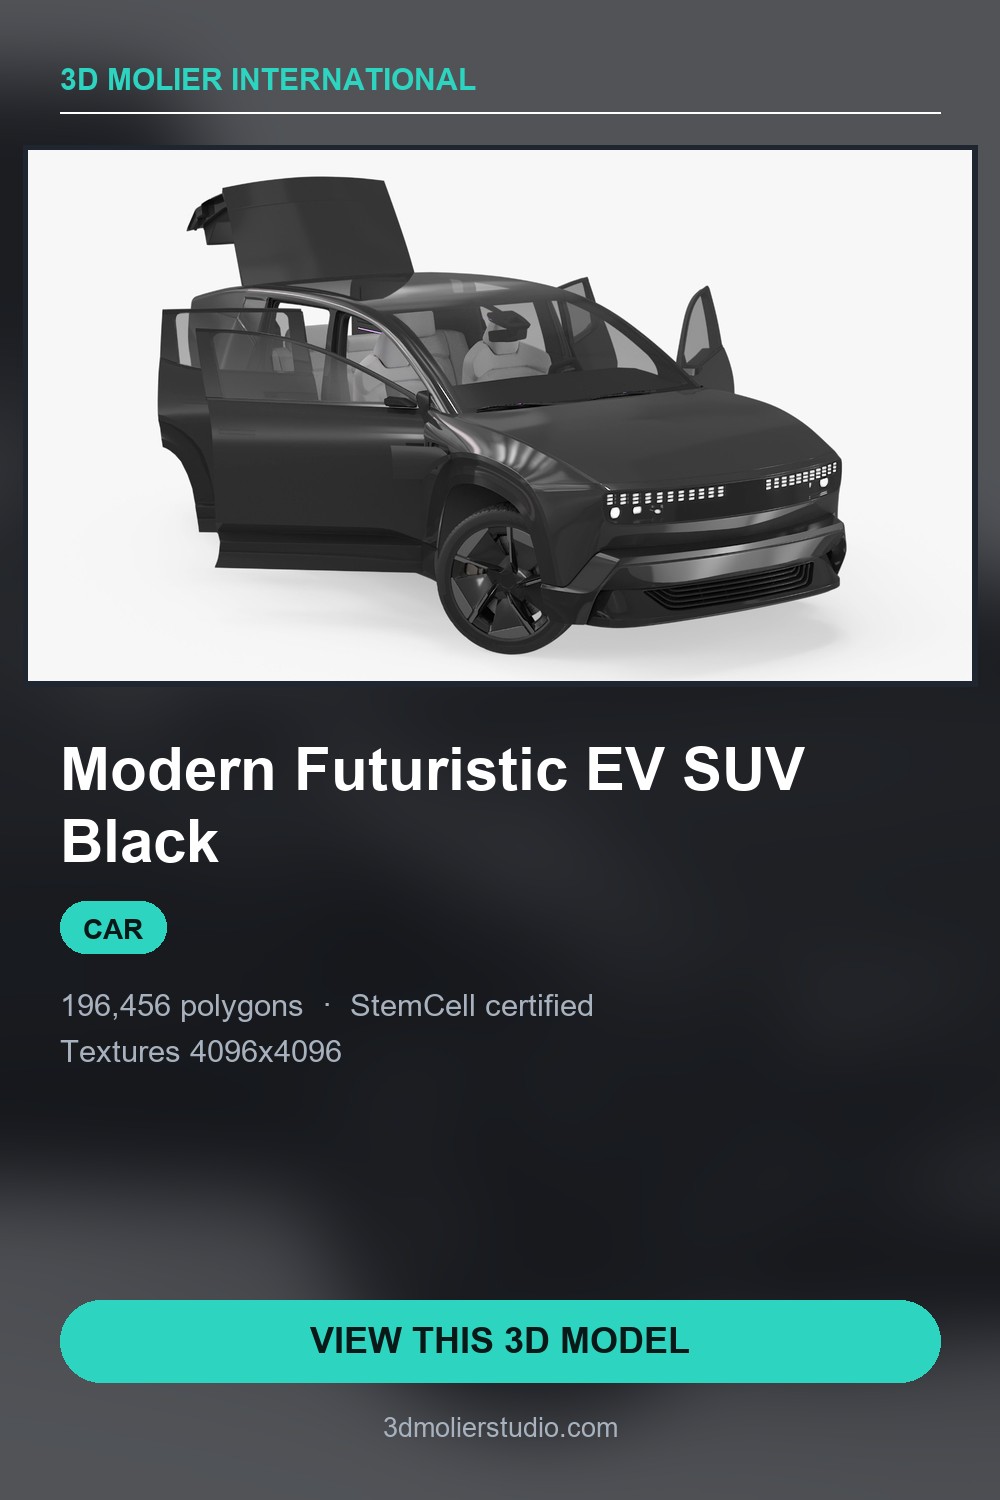 3D MOLIER INTERNATIONAL
Modern Futuristic EV SUV
Black
CAR
196,456 polygons · StemCell certified
Textures 4096x4096
VIEW THIS 3D MODEL
3dmolierstudio.com